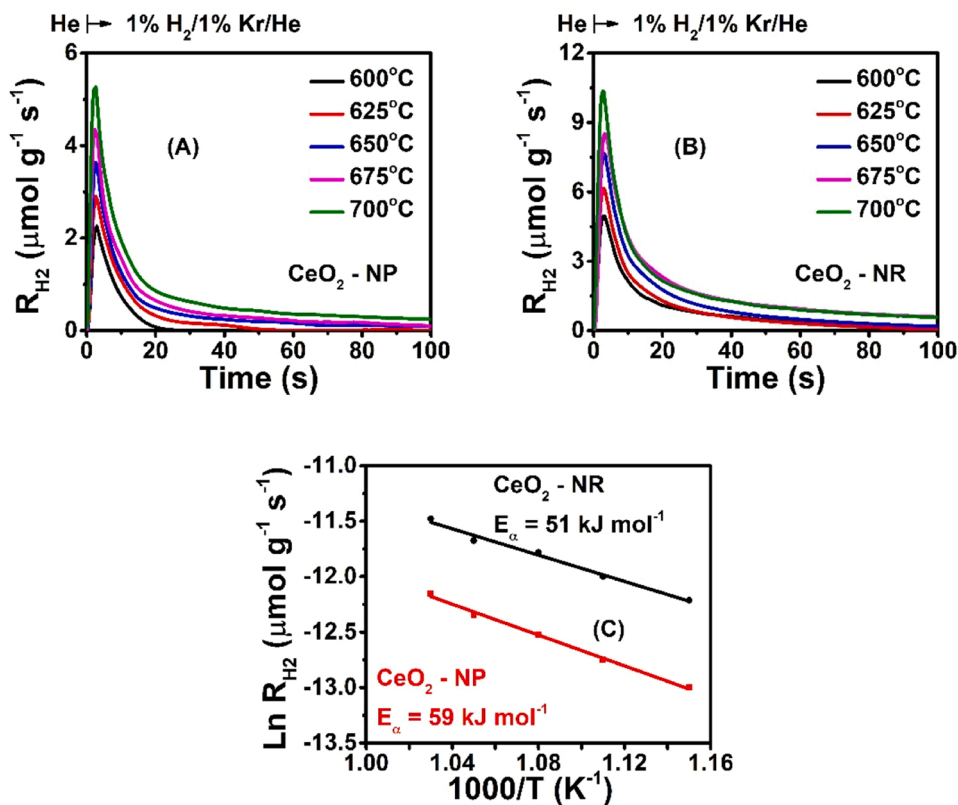 He ↦ 1% H₂/1% Kr/He
R_H2 (μmol g⁻¹ s⁻¹)
6
4
2
0
(A)
600°C
625°C
650°C
675°C
700°C
CeO₂ - NP
0 20 40 60 80 100
Time (s)
He ↦ 1% H₂/1% Kr/He
R_H2 (μmol g⁻¹ s⁻¹)
12
9
6
3
0
(B)
600°C
625°C
650°C
675°C
700°C
CeO₂ - NR
0 20 40 60 80 100
Time (s)
Ln R_H2 (μmol g⁻¹ s⁻¹)
-11.0
-11.5
-12.0
-12.5
-13.0
-13.5
CeO₂ - NR
E_α = 51 kJ mol⁻¹
(C)
CeO₂ - NP
E_α = 59 kJ mol⁻¹
1.00 1.04 1.08 1.12 1.16
1000/T (K⁻¹)